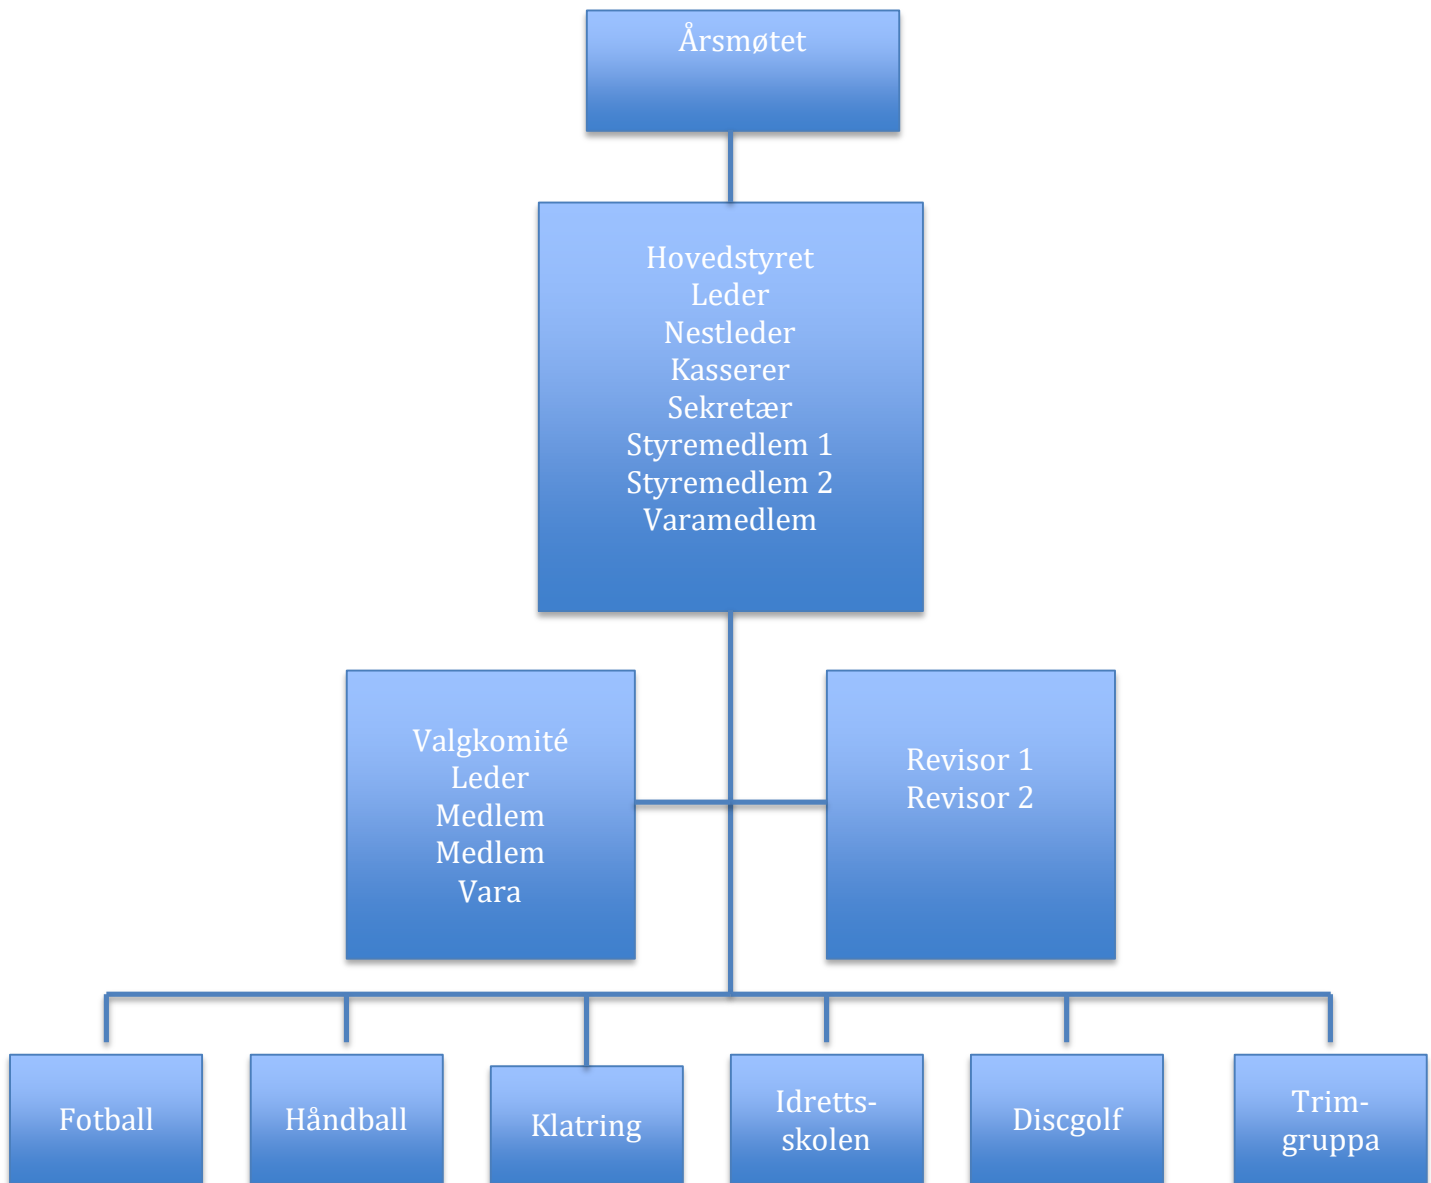 Årsmøtet
Hovedstyret
Leder
Nestleder
Kasserer
Sekretær
Styremedlem 1
Styremedlem 2
Varamedlem
Valgkomité
Leder
Medlem
Medlem
Vara
Revisor 1
Revisor 2
Fotball
Håndball
Klatring
Idretts-
skolen
Discgolf
Trim-
gruppa